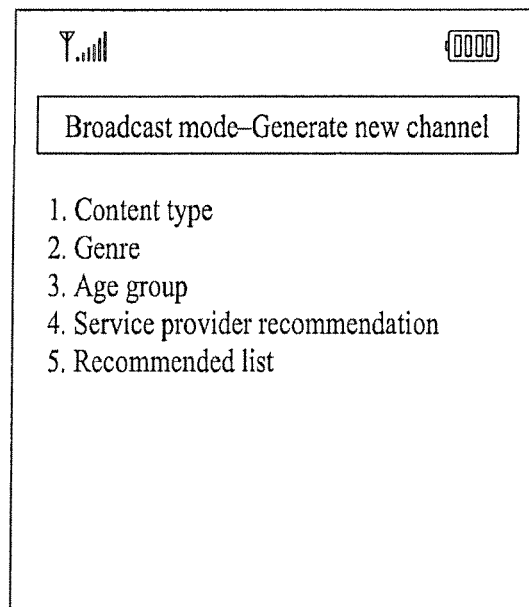 Broadcast mode–Generate new channel
1. Content type
2. Genre
3. Age group
4. Service provider recommendation
5. Recommended list